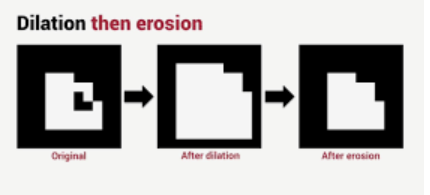 Dilation then erosion
Original
After dilation
After erosion